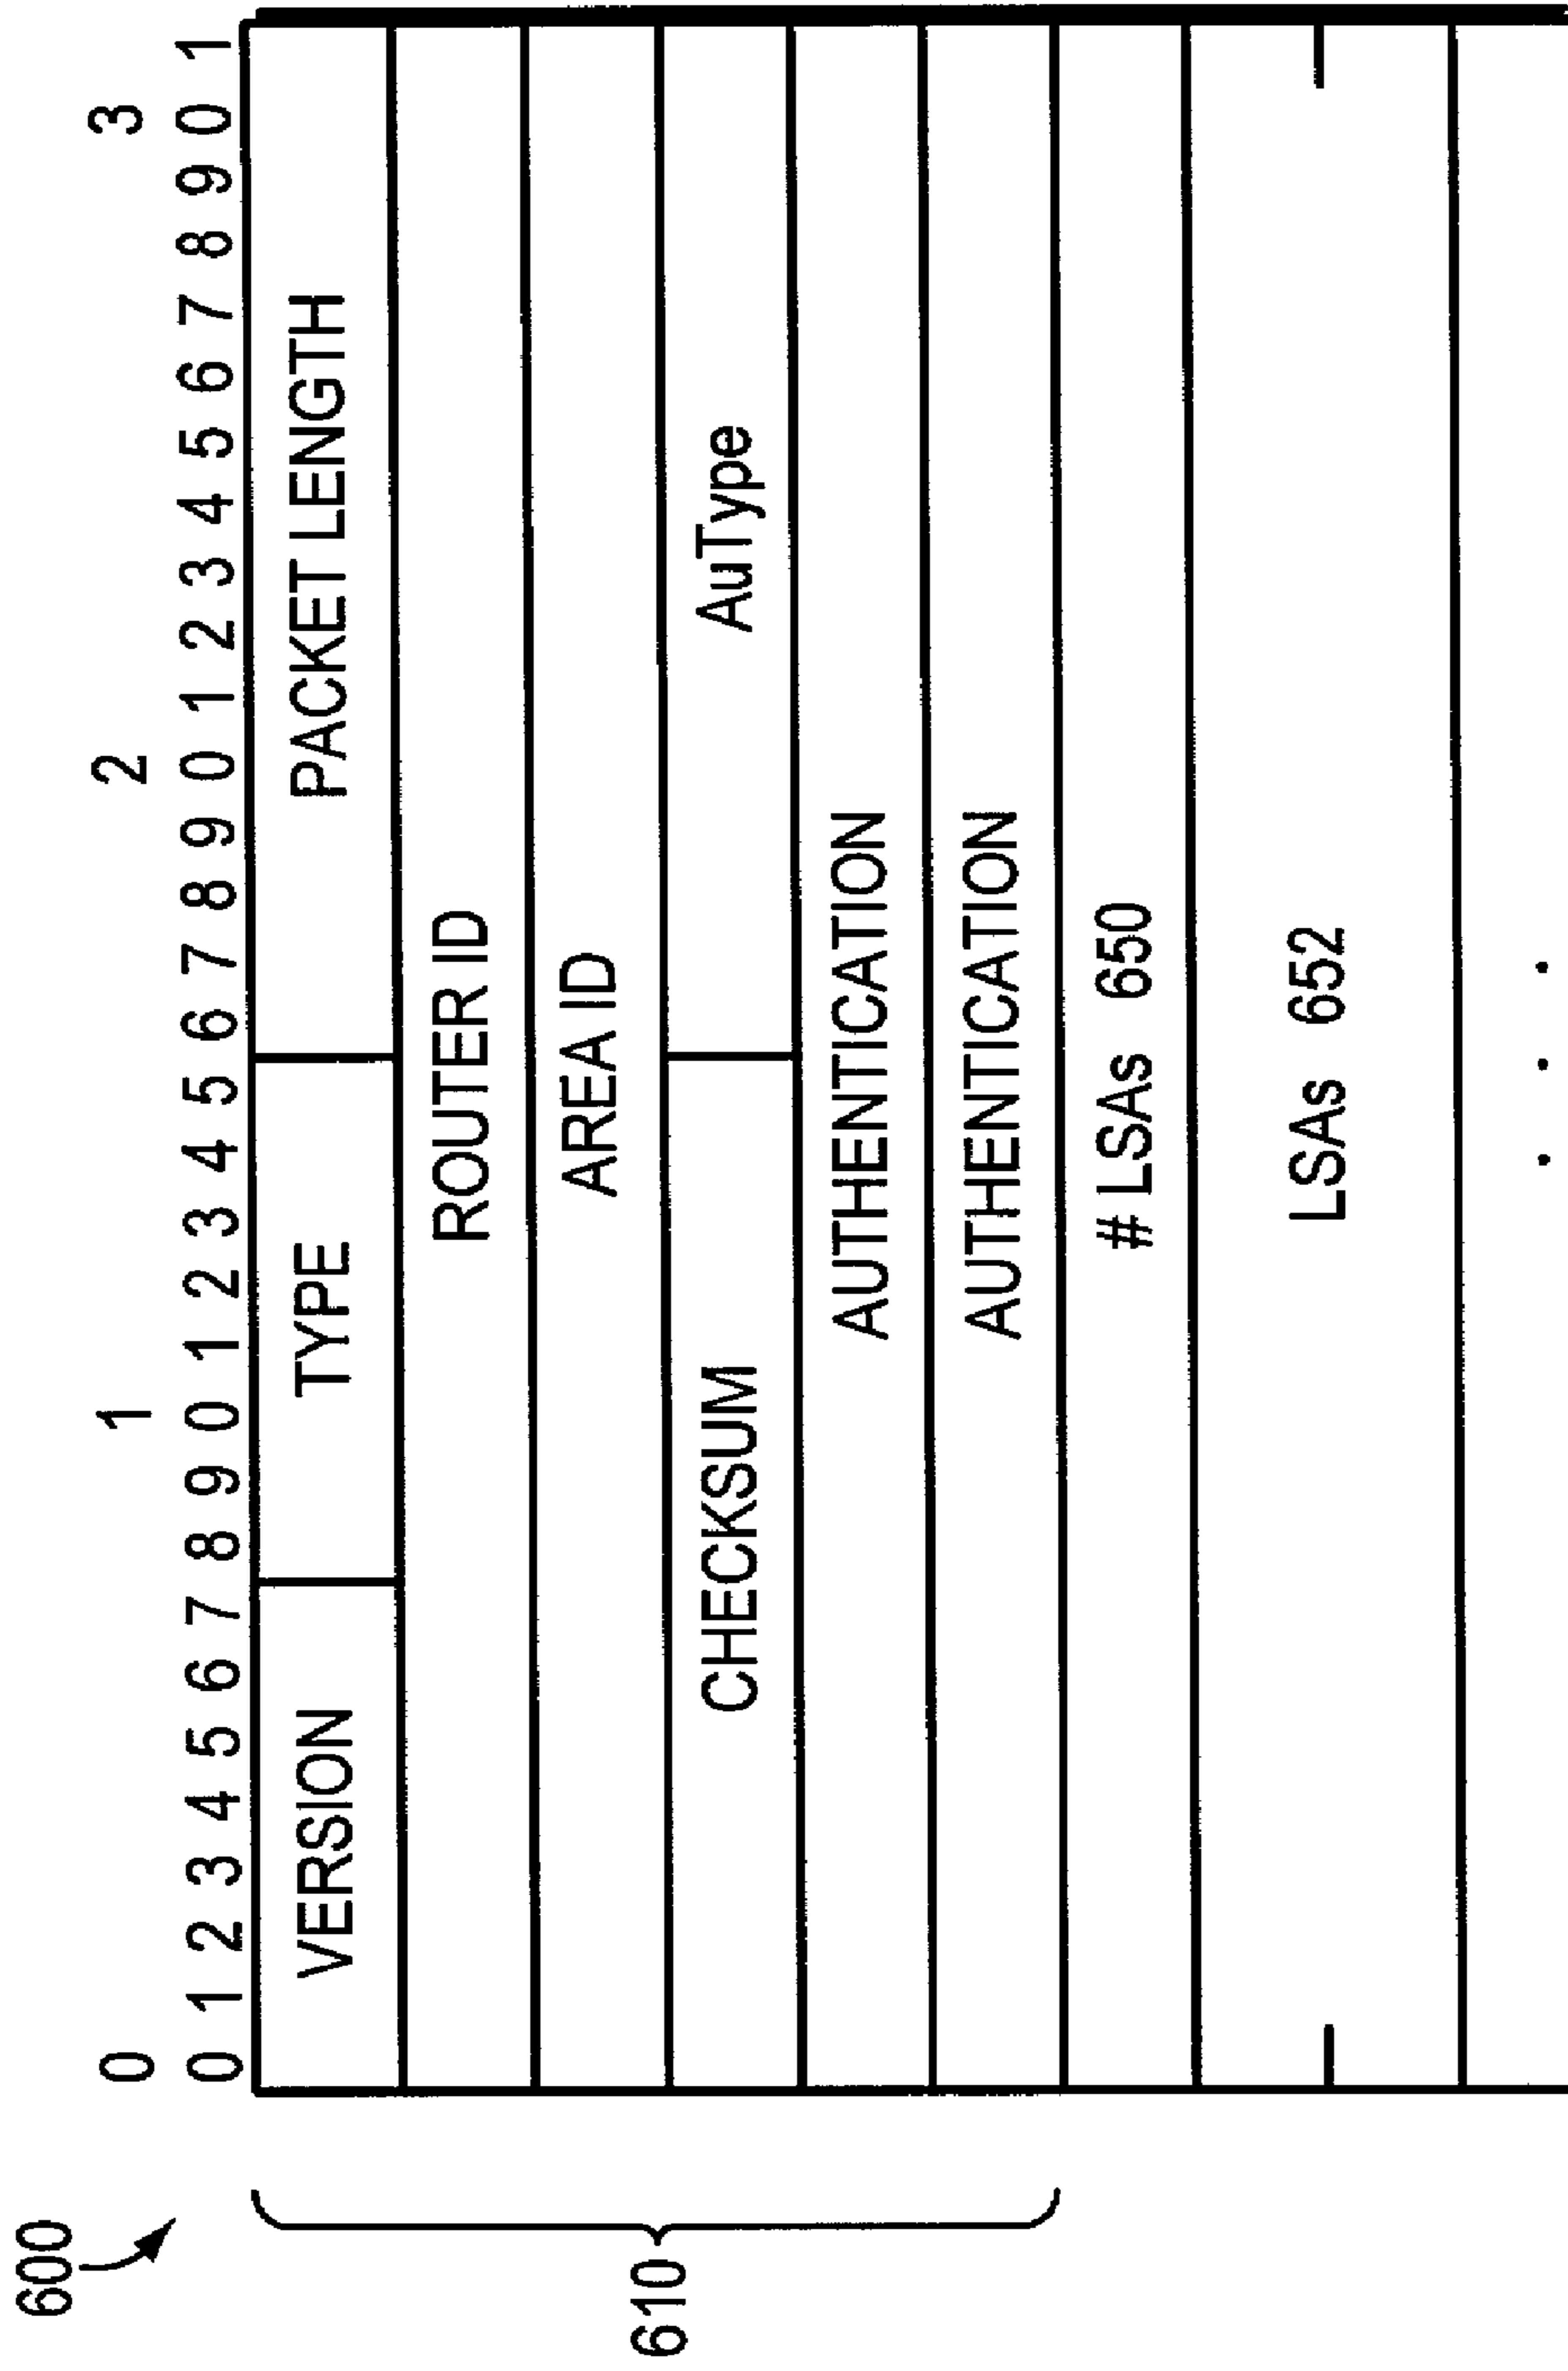 600
0 1 2 3
0 1 2 3 4 5 6 7 8 9 0 1 2 3 4 5 6 7 8 9 0 1 2 3 4 5 6 7 8 9 0 1
VERSION TYPE PACKET LENGTH
ROUTER ID
AREA ID
610
CHECKSUM AuType
AUTHENTICATION
AUTHENTICATION
# LSAs 650
LSAs 652
. . .